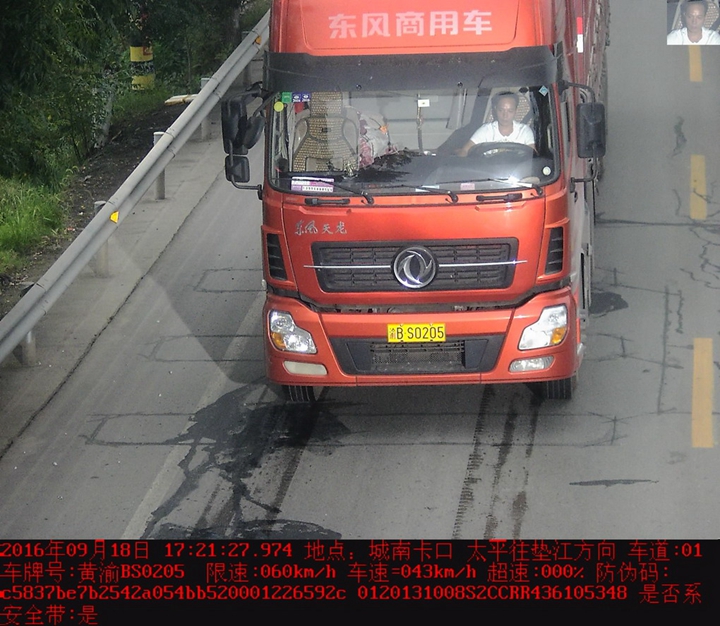 东风商用车
东风天龙
渝B S0205
2016年09月18日 17:21:27.974 地点: 城南卡口 太平往垫江方向 车道:01
车牌号:黄渝BS0205 限速:060km/h 车速=043km/h 超速:000% 防伪码:
c5837be7b2542a054bb520001226592c 0120131008S2CCRR436105348 是否系
安全带:是